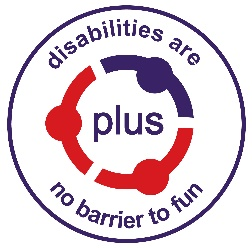 disabilities are
plus
no barrier to fun